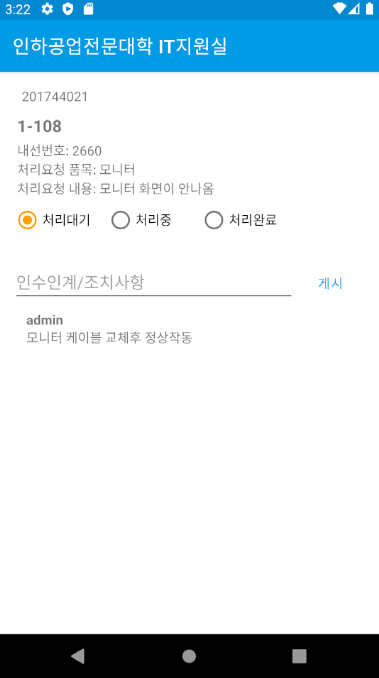 3:22
인하공업전문대학 IT지원실
201744021
1-108
내선번호: 2660
처리요청 품목: 모니터
처리요청 내용: 모니터 화면이 안나옴
처리대기 처리중 처리완료
인수인계/조치사항 게시
admin
모니터 케이블 교체후 정상작동